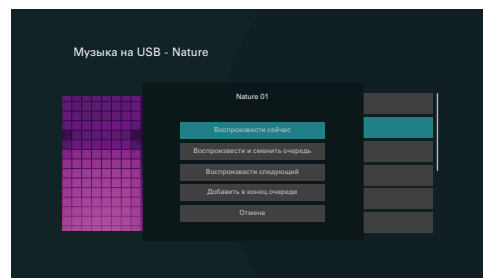 Музыка на USB - Nature
Nature 01
Воспроизвести сейчас
Воспроизвести и сменить очередь
Воспроизвести следующий
Добавить в конец очереди
Отмена